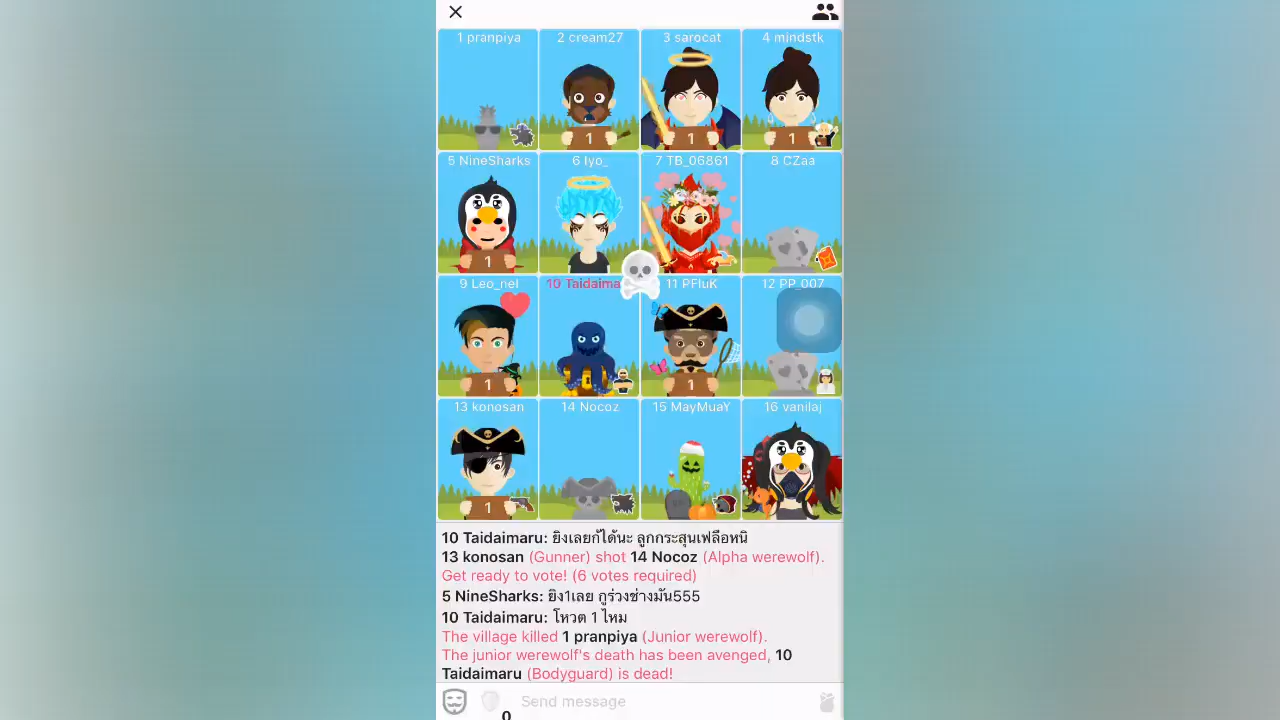 1 pranpiya
2 cream27
3 sarocat
4 mindstk
1
1
1
5 NineSharks
6 Iyo_
7 TB_06861
8 CZaa
1
9 Leo_nel
10 Taidaima
11 PFluK
12 PP_007
1
1
13 konosan
14 Nocoz
15 MayMuaY
16 vanilaj
1
10 Taidaimaru: ยิงเลยก้ได้นะ ลูกกระสุนเฟลือหนิ
13 konosan (Gunner) shot 14 Nocoz (Alpha werewolf).
Get ready to vote! (6 votes required)
5 NineSharks: ยิง1เลย กูร่วงช่างมัน555
10 Taidaimaru: โหวต 1 ไหม
The village killed 1 pranpiya (Junior werewolf).
The junior werewolf's death has been avenged, 10
Taidaimaru (Bodyguard) is dead!
Send message
0